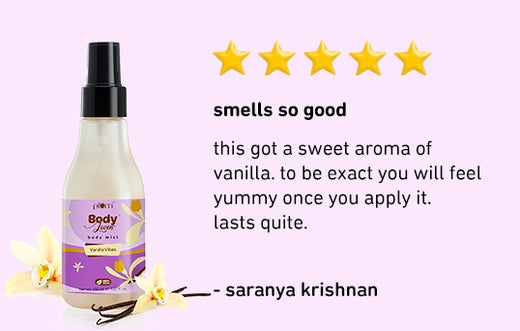 smells so good
this got a sweet aroma of
vanilla. to be exact you will feel
yummy once you apply it.
lasts quite.
- saranya krishnan
plum
Body
Lovin'
body mist
Vanilla Vibes